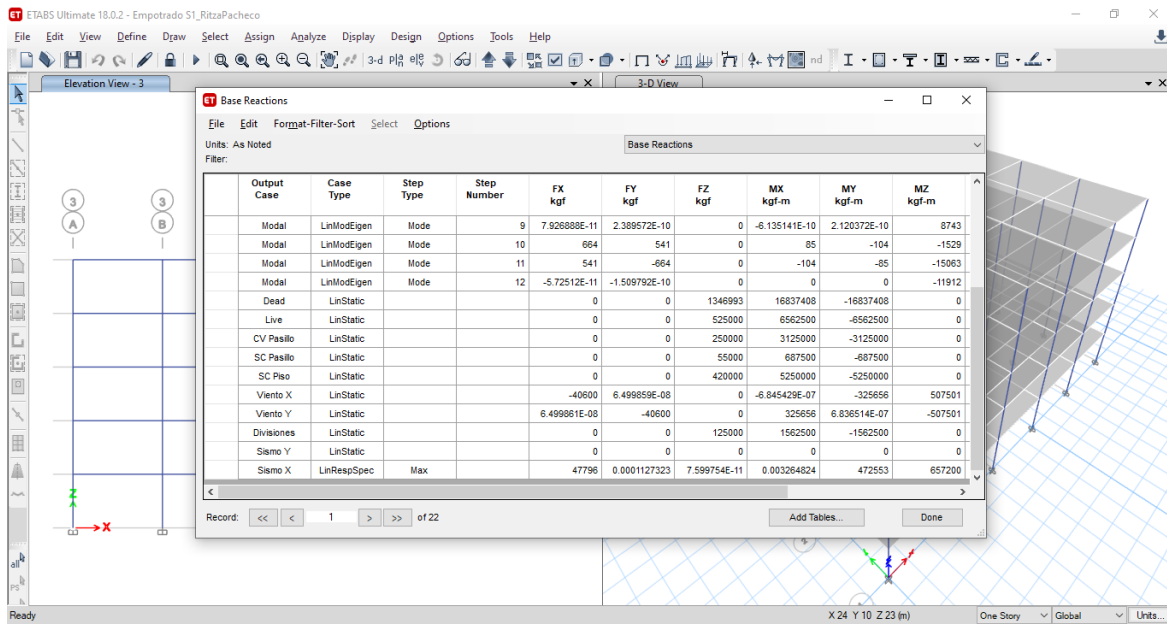 ETABS Ultimate 18.0.2 - Empotrado S1_RitzaPacheco
File Edit View Define Draw Select Assign Analyze Display Design Options Tools Help
3-d nd
Elevation View - 3
3-D View
Base Reactions
File Edit Format-Filter-Sort Select Options
Units: As Noted
Base Reactions
Filter:
Output Case Case Type Step Type Step Number FX kgf FY kgf FZ kgf MX kgf-m MY kgf-m MZ kgf-m
Modal LinModEigen Mode 9 7.926888E-11 2.389572E-10 0 -6.135141E-10 2.120372E-10 8743
Modal LinModEigen Mode 10 664 541 0 85 -104 -1529
Modal LinModEigen Mode 11 541 -664 0 -104 -85 -15063
Modal LinModEigen Mode 12 -5.72512E-11 -1.509792E-10 0 0 0 -11912
Dead LinStatic 0 0 1346993 16837408 -16837408 0
Live LinStatic 0 0 525000 6562500 -6562500 0
CV Pasillo LinStatic 0 0 250000 3125000 -3125000 0
SC Pasillo LinStatic 0 0 55000 687500 -687500 0
SC Piso LinStatic 0 0 420000 5250000 -5250000 0
Viento X LinStatic -40600 6.499859E-08 0 -6.845429E-07 -325656 507501
Viento Y LinStatic 6.499861E-08 -40600 0 325656 6.836514E-07 -507501
Divisiones LinStatic 0 0 125000 1562500 -1562500 0
Sismo Y LinStatic 0 0 0 0 0 0
Sismo X LinRespSpec Max 47796 0.0001127323 7.599754E-11 0.003264824 472553 657200
Record: << < 1 > >> of 22 Add Tables... Done
3 3
A B
Z
X
all
PS
Ready X 24 Y 10 Z 23 (m) One Story Global Units...